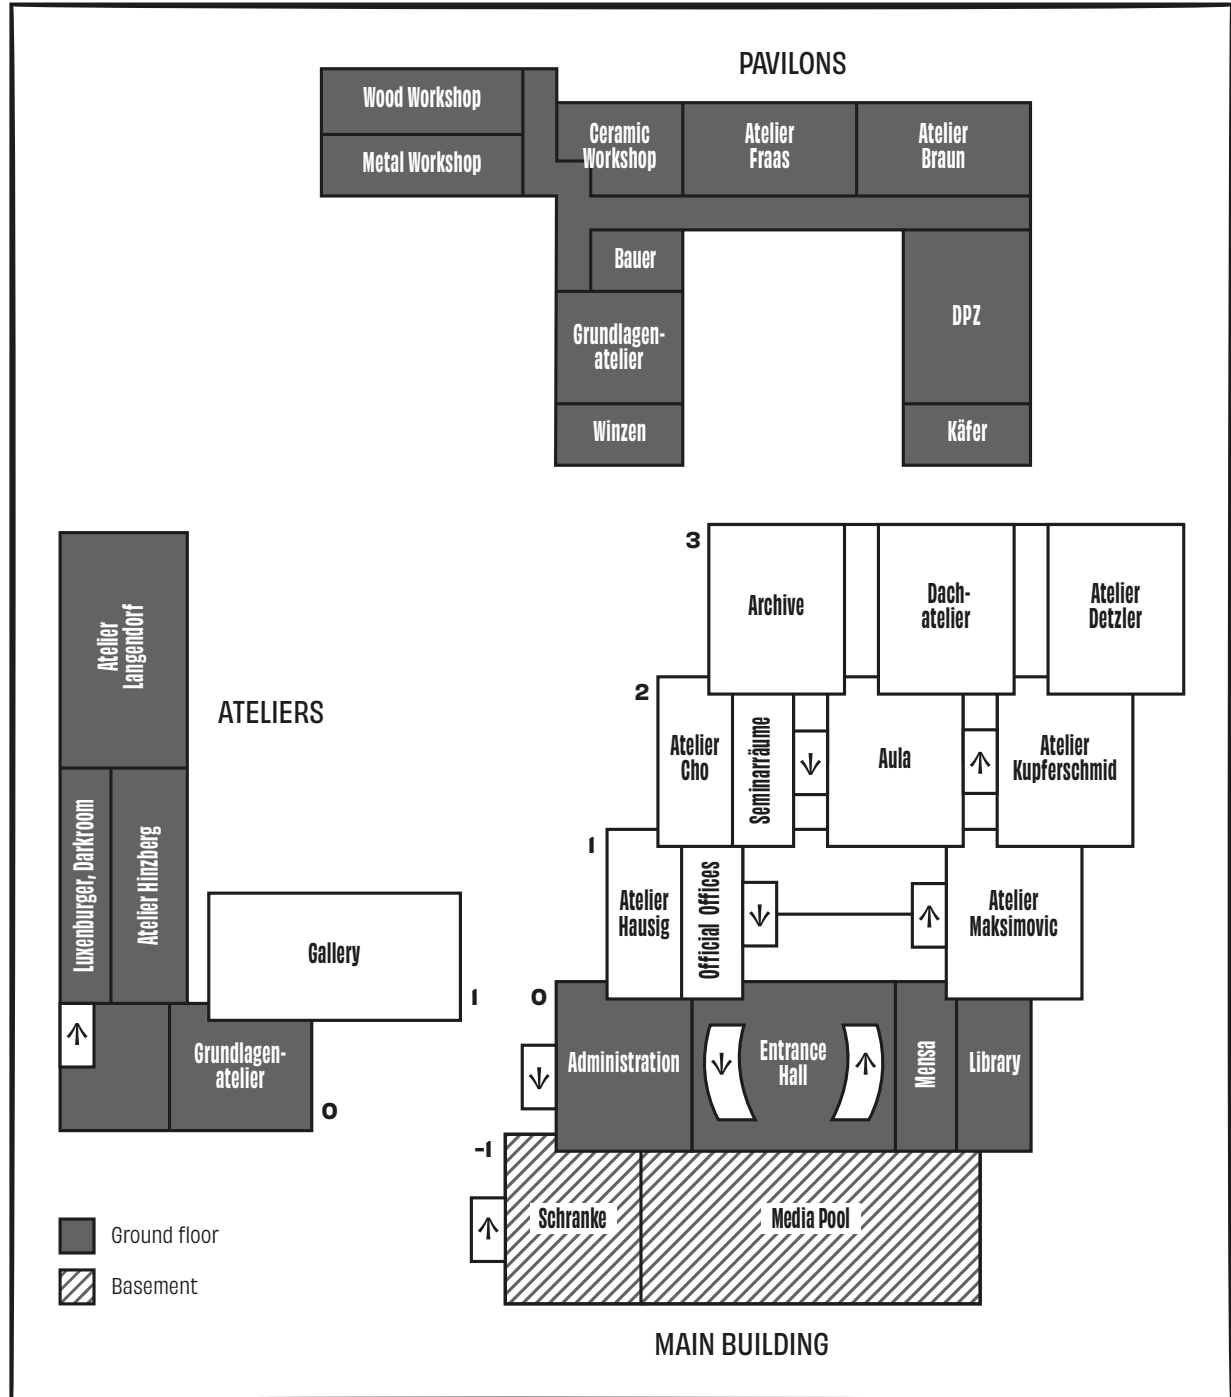 PAVILONS
Wood Workshop
Metal Workshop
Ceramic
Workshop
Atelier
Fraas
Atelier
Braun
Bauer
Grundlagen-
atelier
Winzen
DPZ
Käfer
ATELIERS
Atelier
Langendorf
Luxenburger, Darkroom
Atelier Hinzberg
Gallery
1
Grundlagen-
atelier
0
3
Archive
Dach-
atelier
Atelier
Detzler
2
Atelier
Cho
Seminarräume
Aula
Atelier
Kupferschmid
1
Atelier
Hausig
Official Offices
Atelier
Maksimovic
0
Administration
Entrance
Hall
Mensa
Library
-1
Schranke
Media Pool
MAIN BUILDING
Ground floor
Basement